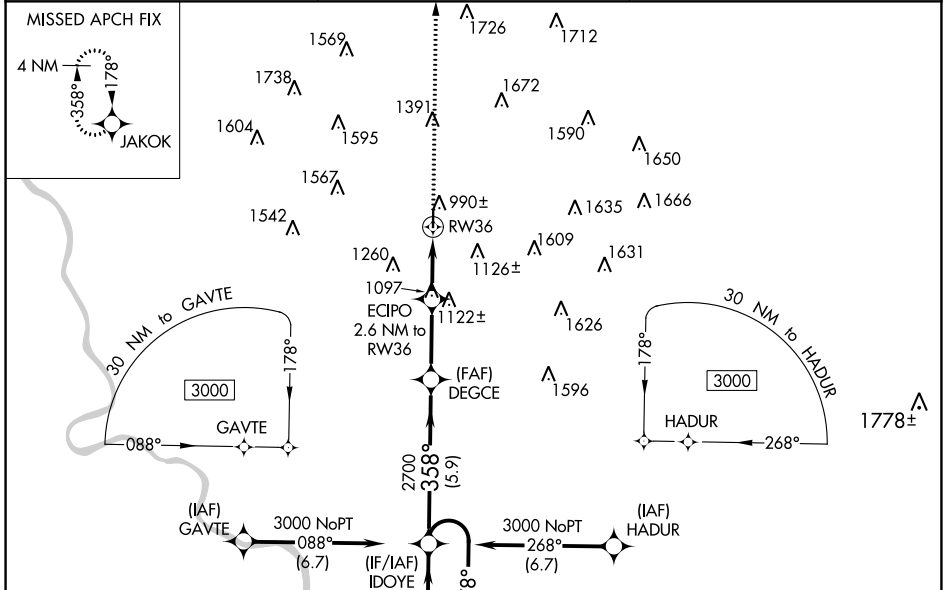 MISSED APCH FIX
4 NM
178°
358°
JAKOK
1726
1712
1569
1738
1672
1391
1604
1595
1590
1650
1567
990±
1635
1666
1542
RW36
1609
1260
1126±
1631
1097
ECIPO
2.6 NM to
RW36
1122±
1626
30 NM to GAVTE
178°
3000
GAVTE
088°
(FAF)
DEGCE
1596
30 NM to HADUR
178°
3000
HADUR
268°
1778±
2700
358°
(5.9)
(IAF)
GAVTE
3000 NoPT
088°
(6.7)
(IF/IAF)
IDOYE
3000 NoPT
268°
(6.7)
(IAF)
HADUR
8°